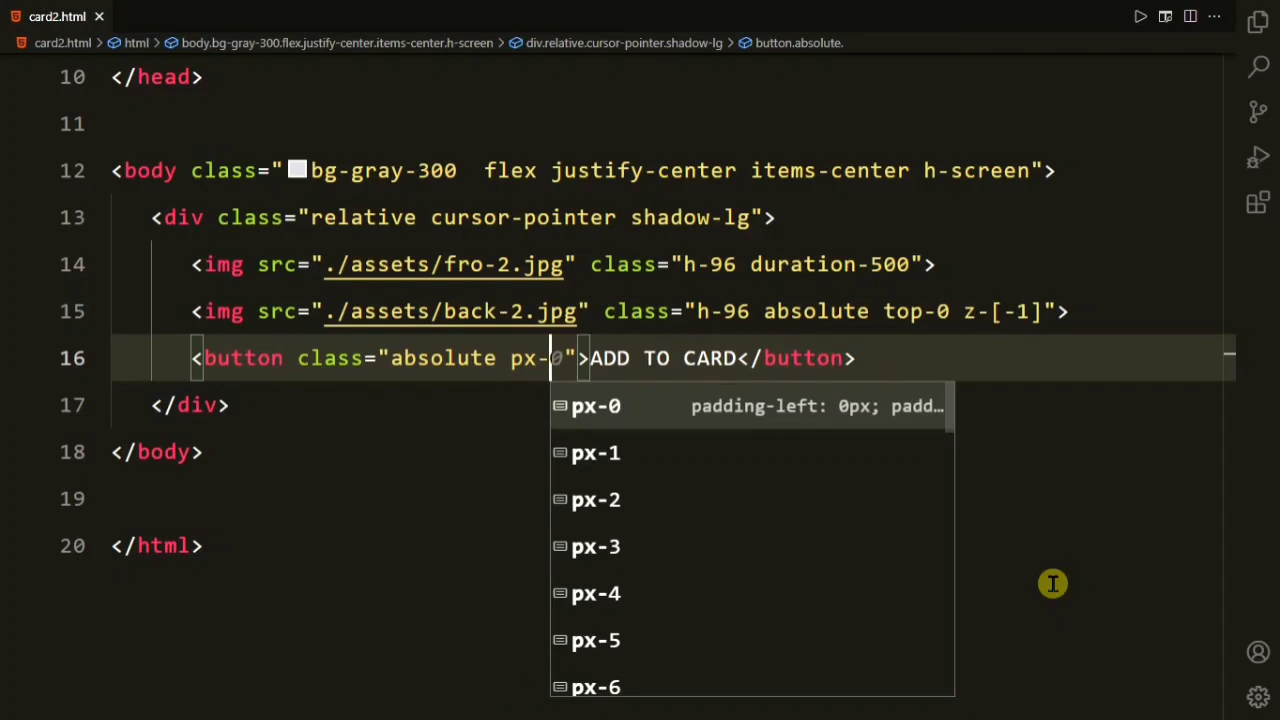 card2.html
card2.html > html > body.bg-gray-300.flex.justify-center.items-center.h-screen > div.relative.cursor-pointer.shadow-lg > button.absolute.
10 </head>
11
12 <body class="bg-gray-300  flex justify-center items-center h-screen">
13 <div class="relative cursor-pointer shadow-lg">
14 <img src="./assets/fro-2.jpg" class="h-96 duration-500">
15 <img src="./assets/back-2.jpg" class="h-96 absolute top-0 z-[-1]">
16 <button class="absolute px-0">ADD TO CARD</button>
px-0 padding-left: 0px; padd…
17 </div>
px-1
18 </body>
px-2
19
px-3
20 </html>
px-4
px-5
px-6